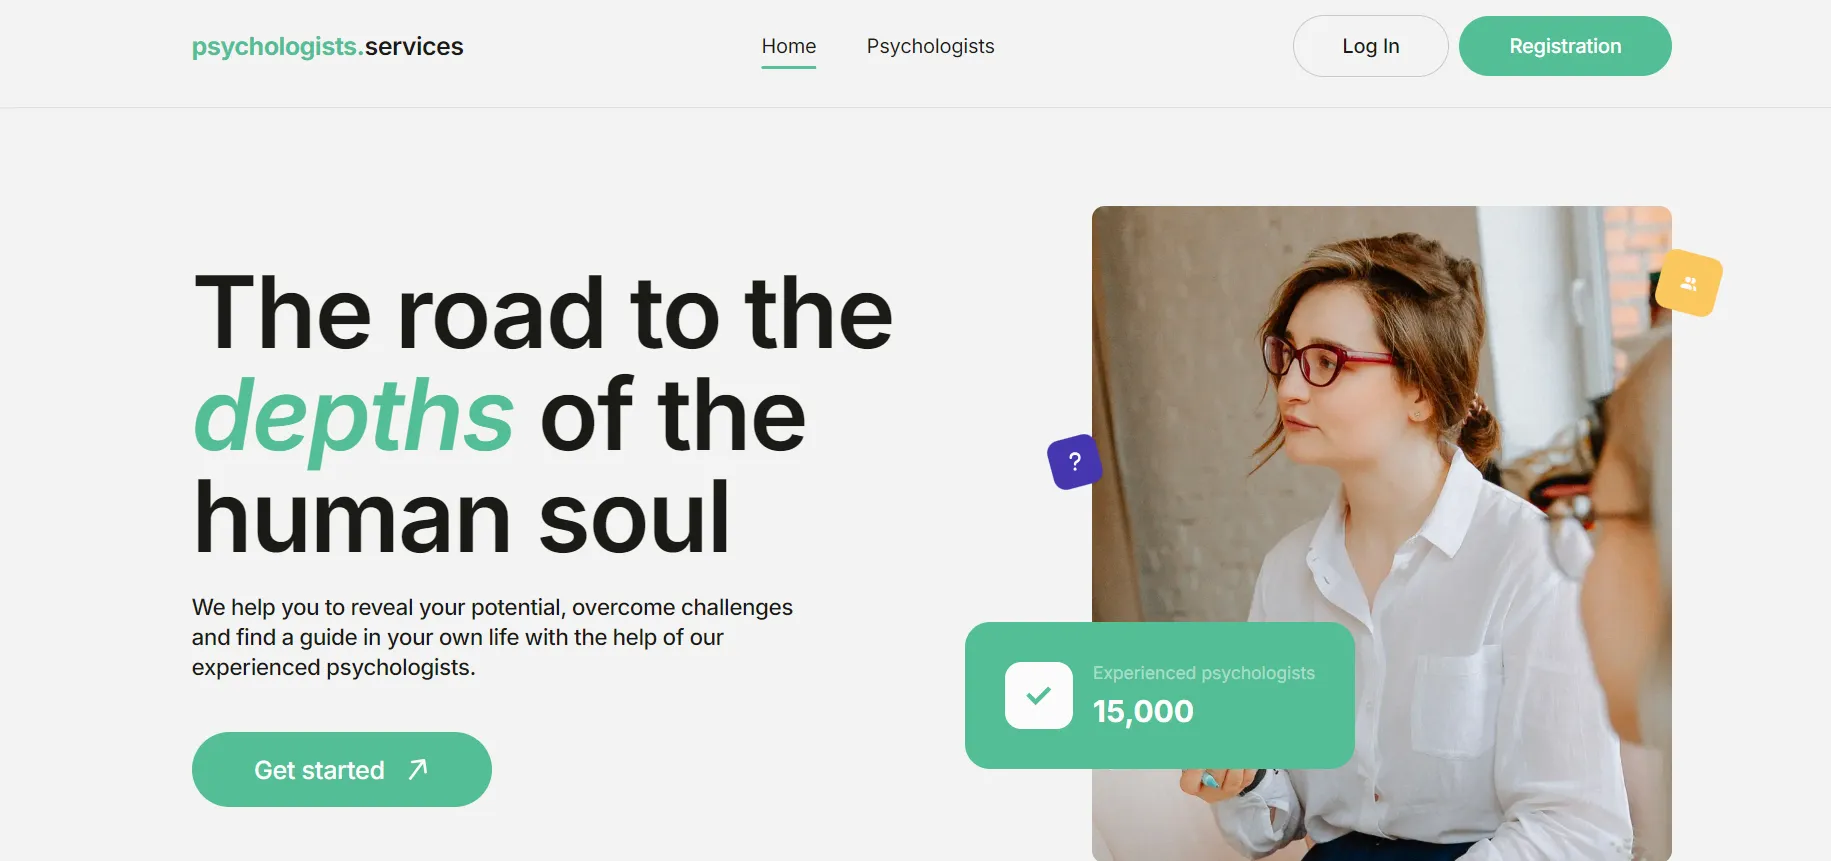 psychologists.services
Home
Psychologists
Log In
Registration
The road to the
depths of the
human soul
We help you to reveal your potential, overcome challenges
and find a guide in your own life with the help of our
experienced psychologists.
Get started
?
Experienced psychologists
15,000